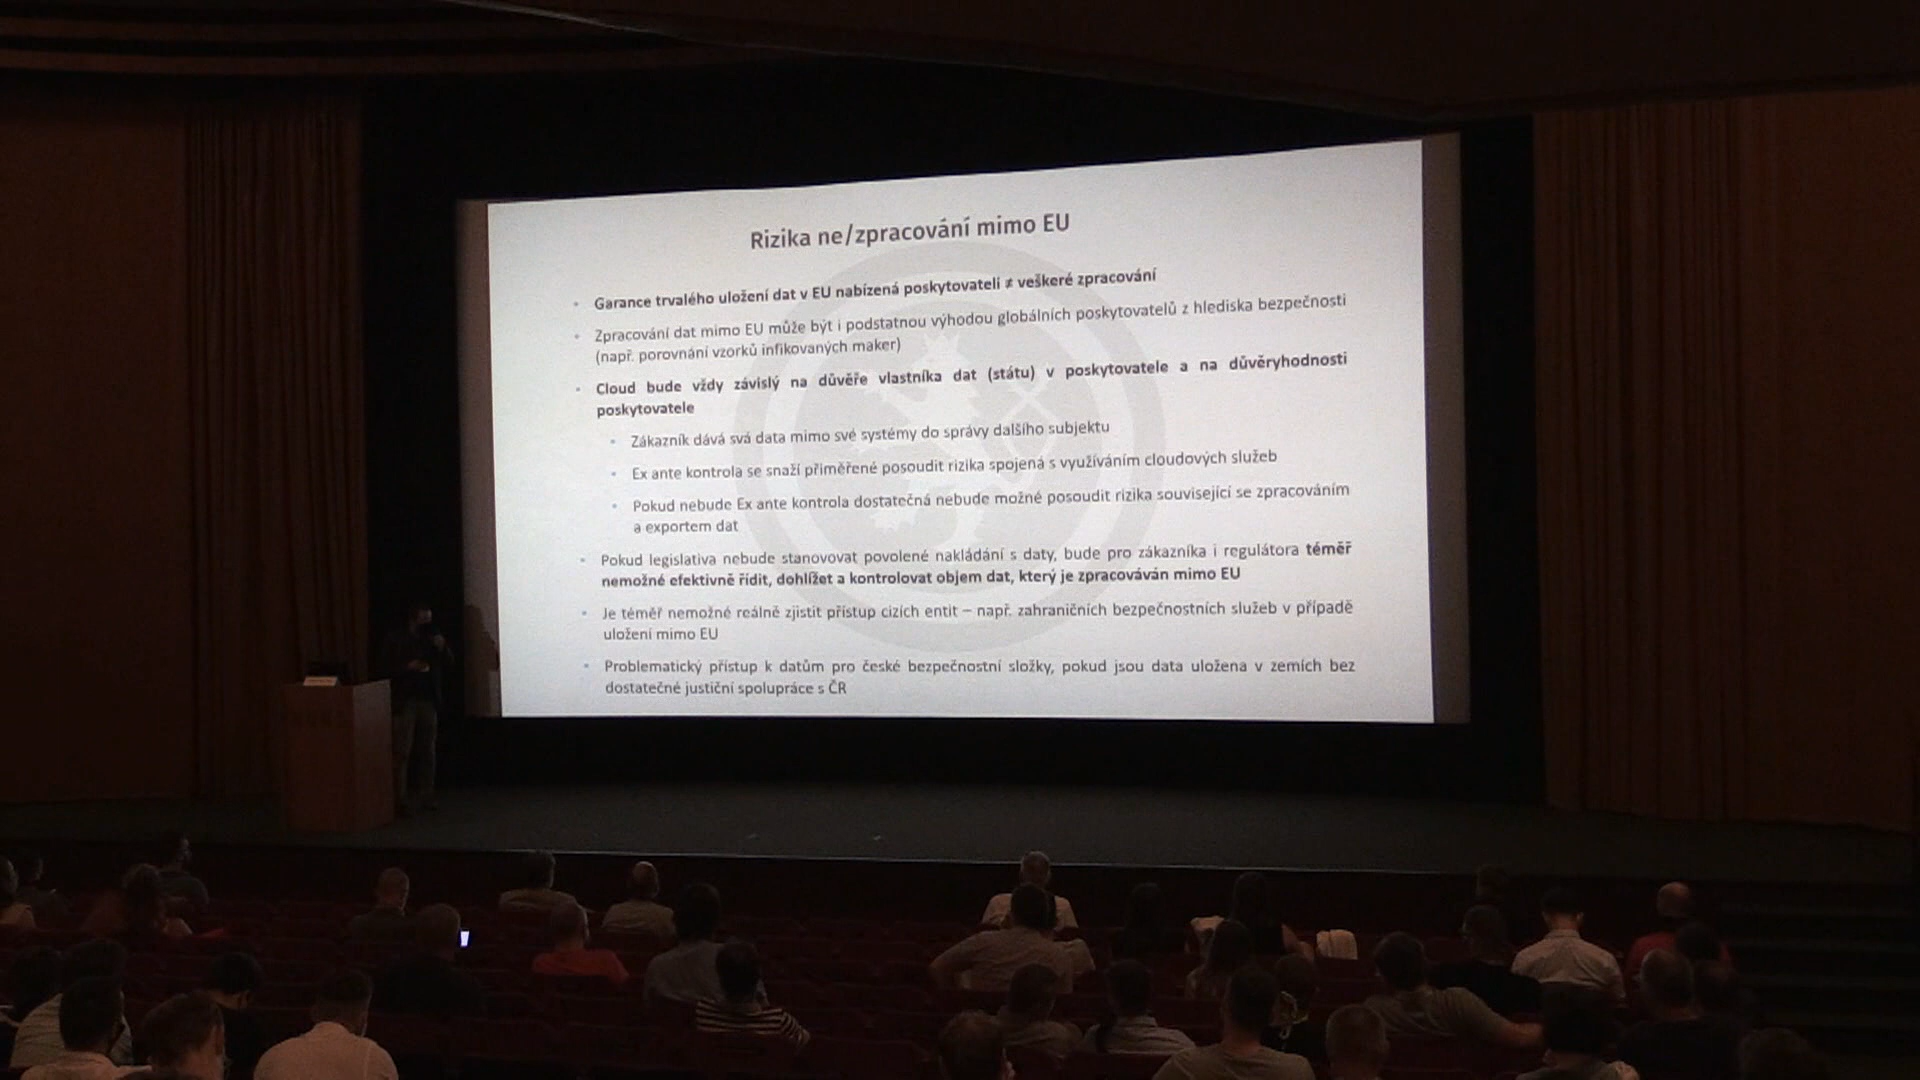 Rizika ne/zpracování mimo EU
• Garance trvalého uložení dat v EU nabízená poskytovateli ≠ veškeré zpracování
• Zpracování dat mimo EU může být i podstatnou výhodou globálních poskytovatelů z hlediska bezpečnosti
(např. porovnání vzorků infikovaných maker)
• Cloud bude vždy závislý na důvěře vlastníka dat (státu) v poskytovatele a na důvěryhodnosti
poskytovatele
• Zákazník dává svá data mimo své systémy do správy dalšího subjektu
• Ex ante kontrola se snaží přiměřeně posoudit rizika spojená s využíváním cloudových služeb
• Pokud nebude Ex ante kontrola dostatečná nebude možné posoudit rizika související se zpracováním
a exportem dat
• Pokud legislativa nebude stanovovat povolené nakládání s daty, bude pro zákazníka i regulátora téměř
nemožné efektivně řídit, dohlížet a kontrolovat objem dat, který je zpracováván mimo EU
• Je téměř nemožné reálně zjistit přístup cizích entit – např. zahraničních bezpečnostních služeb v případě
uložení mimo EU
• Problematický přístup k datům pro české bezpečnostní složky, pokud jsou data uložena v zemích bez
dostatečné justiční spolupráce s ČR